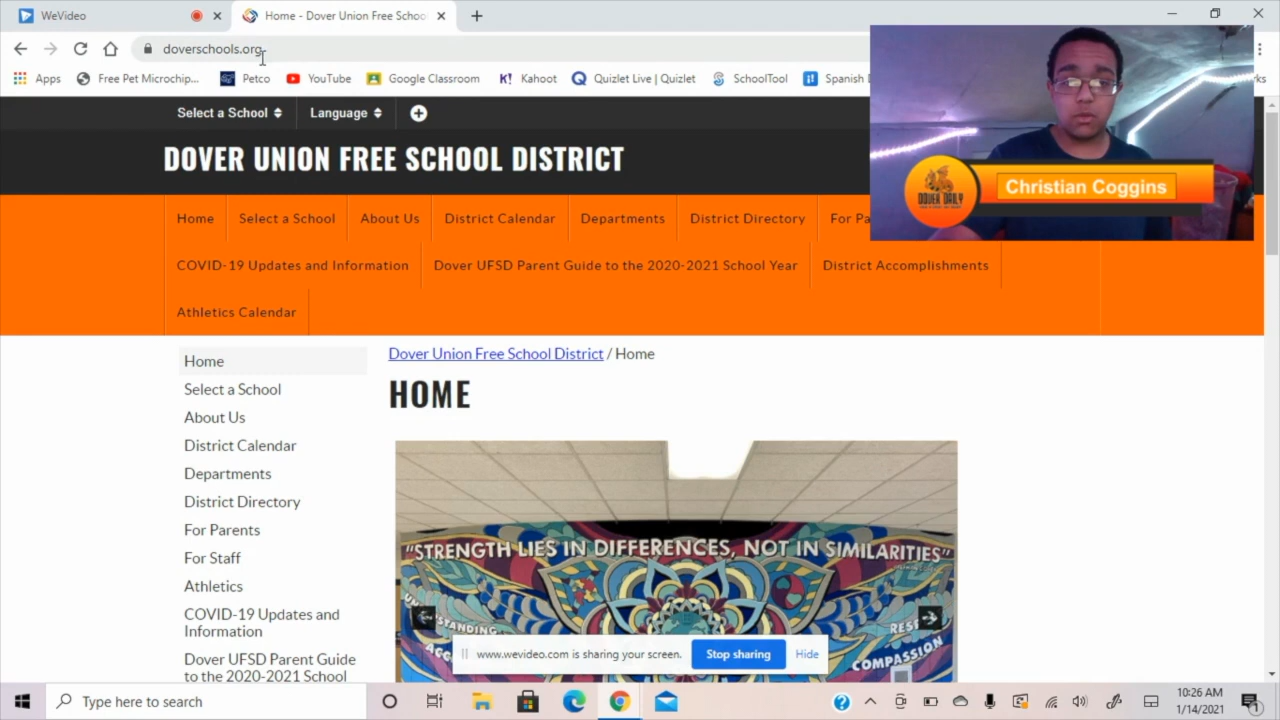 WeVideo
Home - Dover Union Free Schoo
doverschools.org
Apps
Free Pet Microchip...
Petco
YouTube
Google Classroom
K!
Kahoot
Quizlet Live | Quizlet
SchoolTool
Spanish D
ks
Select a School
Language
DOVER UNION FREE SCHOOL DISTRICT
Christian Coggins
DOVER DAILY
Home
Select a School
About Us
District Calendar
Departments
District Directory
For Pa
COVID-19 Updates and Information
Dover UFSD Parent Guide to the 2020-2021 School Year
District Accomplishments
Athletics Calendar
Home
Select a School
About Us
District Calendar
Departments
District Directory
For Parents
For Staff
Athletics
COVID-19 Updates and
Information
Dover UFSD Parent Guide
to the 2020-2021 School
Dover Union Free School District / Home
HOME
"STRENGTH LIES IN DIFFERENCES, NOT IN SIMILARITIES"
COMPASSION
www.wevideo.com is sharing your screen.
Stop sharing
Hide
Type here to search
10:26 AM
1/14/2021